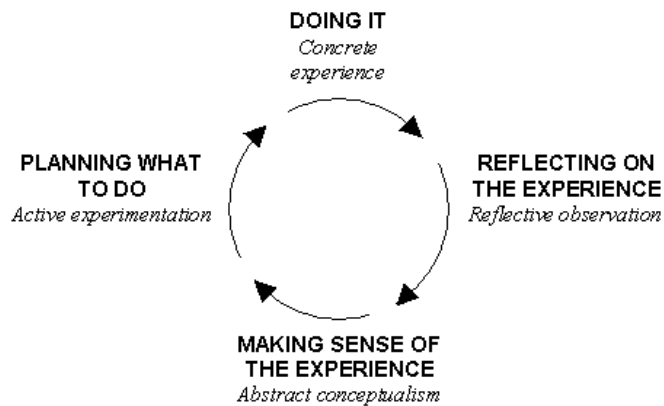 DOING IT
Concrete
experience
PLANNING WHAT
TO DO
Active experimentation
REFLECTING ON
THE EXPERIENCE
Reflective observation
MAKING SENSE OF
THE EXPERIENCE
Abstract conceptualism